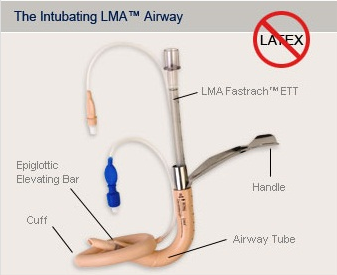 The Intubating LMA™ Airway
LATEX
LMA Fastrach™ ETT
Epiglottic
Elevating Bar
Handle
Cuff
Airway Tube